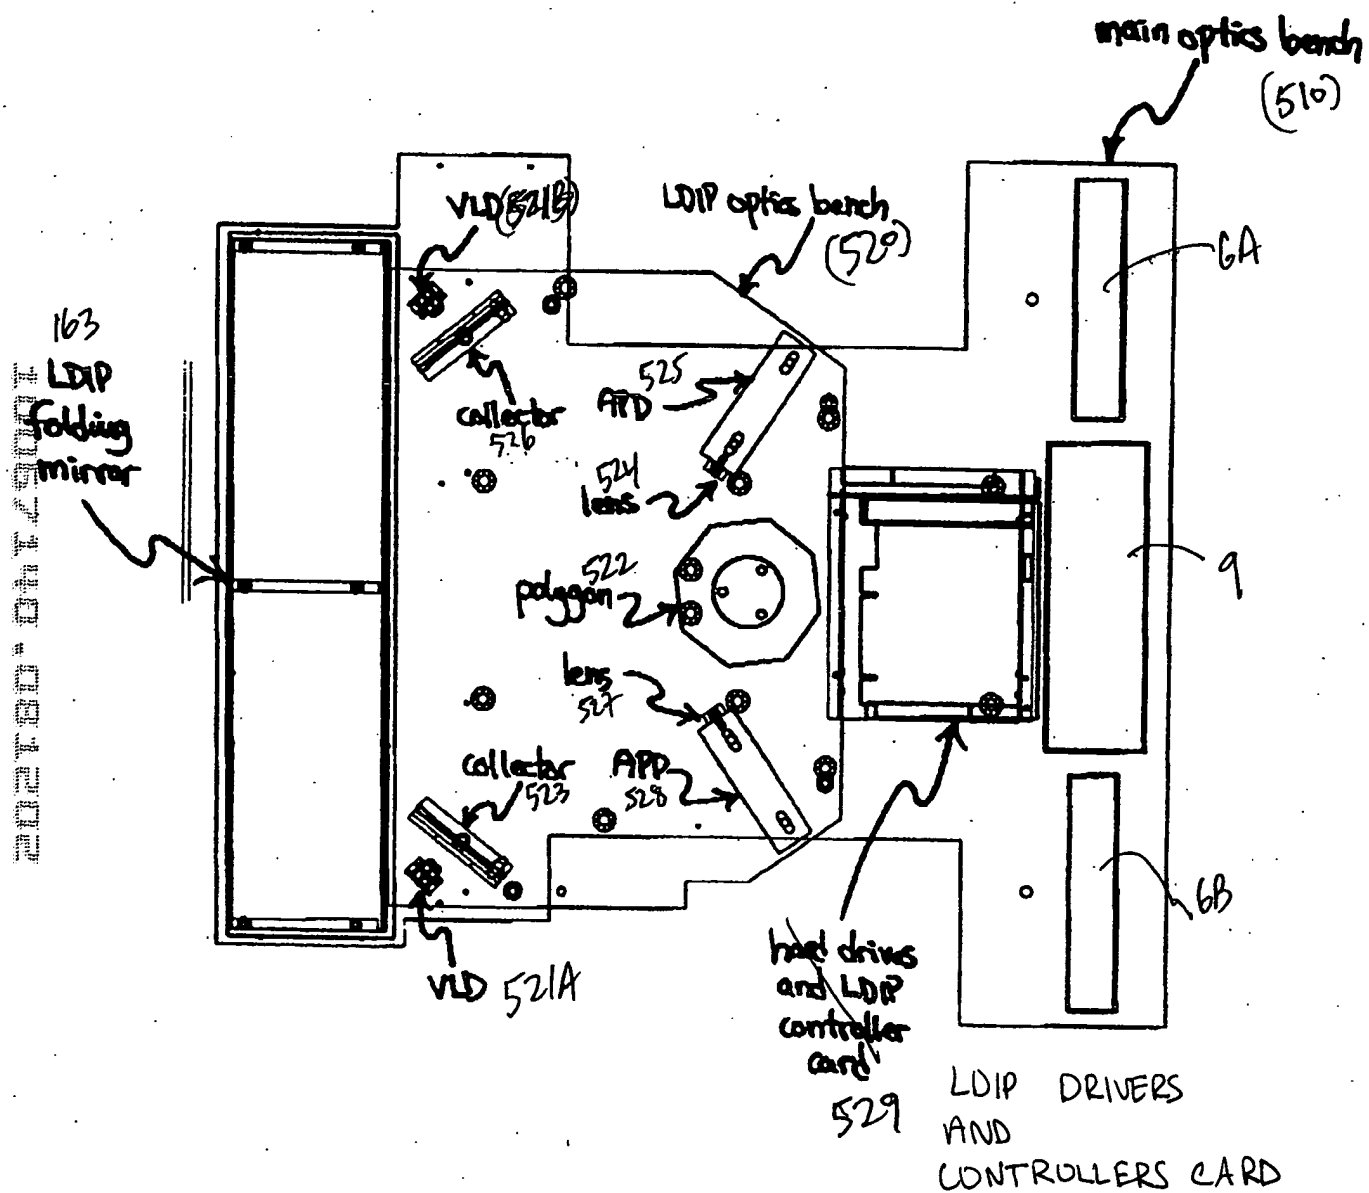 main optics bench
(510)
VLD(521B)
LDIP optics bench
(520)
6A
163
LDIP
folding
mirror
525
APD
collector
526
524
lens
9
522
polygon
lens
527
collector
523
APD
528
6B
VLD 521A
hard drives
and LDIP
controller
card
529
LDIP DRIVERS
AND
CONTROLLERS CARD
10067140.081202